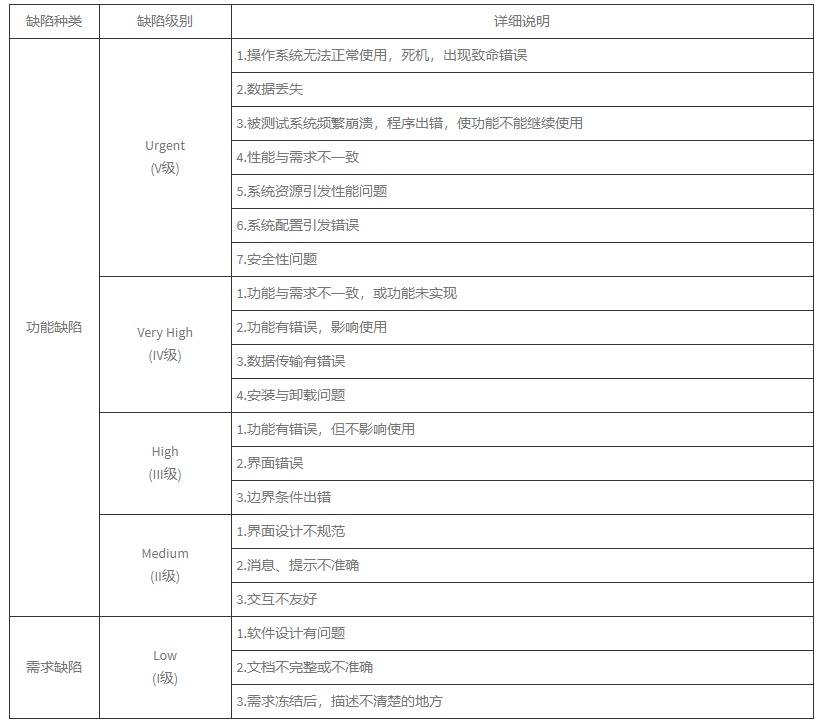 缺陷种类 缺陷级别 详细说明
功能缺陷
Urgent
(V级)
1.操作系统无法正常使用，死机，出现致命错误
2.数据丢失
3.被测试系统频繁崩溃，程序出错，使功能不能继续使用
4.性能与需求不一致
5.系统资源引发性能问题
6.系统配置引发错误
7.安全性问题
Very High
(IV级)
1.功能与需求不一致，或功能未实现
2.功能有错误，影响使用
3.数据传输有错误
4.安装与卸载问题
High
(III级)
1.功能有错误，但不影响使用
2.界面错误
3.边界条件出错
Medium
(II级)
1.界面设计不规范
2.消息、提示不准确
3.交互不友好
需求缺陷
Low
(I级)
1.软件设计有问题
2.文档不完整或不准确
3.需求冻结后，描述不清楚的地方